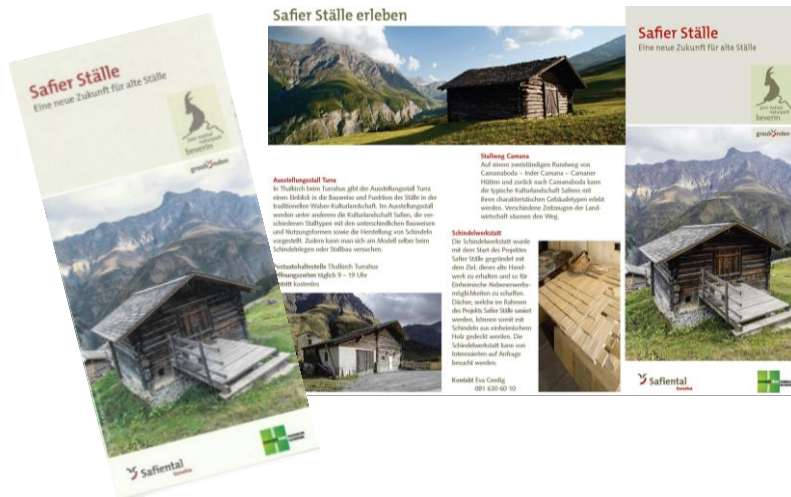 Safier Ställe
Eine neue Zukunft für alte Ställe
beverin
graubünden
Safiental
Safier Ställe erleben
Ausstellungsstall Turra
In Thalkirch beim Turrahus gibt der Ausstellungsstall Turra
einen Einblick in die Bauweise und Funktion der Ställe in der
traditionellen Walser-Kulturlandschaft. Im Ausstellungsstall
werden unter anderem die Kulturlandschaft Safien, die ver-
schiedenen Stalltypen mit den unterschiedlichen Bauweisen
und Nutzungsformen sowie die Herstellung von Schindeln
vorgestellt. Zudem kann man sich am Modell selber beim
Schindelnlegen oder Stallbau versuchen.
Thalkirch Turrahus
täglich 9 – 19 Uhr
kostenlos
Stallweg Camana
Auf einem zweistündigen Rundweg von
Camanaboda – Inder Camana – Camaner
Hütten und zurück nach Camanaboda kann
die typische Kulturlandschaft Safiens mit
ihren charakteristischen Gebäudetypen erlebt
werden. Verschiedene Zeitzeugen der Land-
wirtschaft säumen den Weg.
Schindelwerkstatt
Die Schindelwerkstatt wurde
mit dem Start des Projektes
Safier Ställe gegründet mit
dem Ziel, dieses alte Hand-
werk zu erhalten und so für
Einheimische Nebenerwerbs-
möglichkeiten zu schaffen.
Dächer, welche im Rahmen
des Projekts Safier Ställe saniert
werden, können somit mit
Schindeln aus einheimischem
Holz gedeckt werden. Die
Schindelwerkstatt kann von
Interessierten auf Anfrage
besucht werden.
Kontakt Eva Gredig
081 630 60 10
Safier Ställe
Eine neue Zukunft für alte Ställe
beverin
graubünden
Safiental